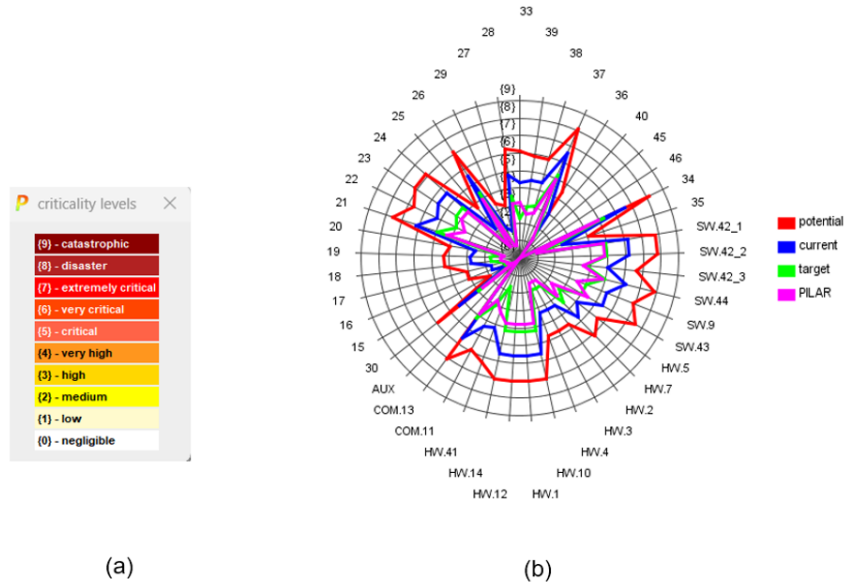 P criticality levels
{9} - catastrophic
{8} - disaster
{7} - extremely critical
{6} - very critical
{5} - critical
{4} - very high
{3} - high
{2} - medium
{1} - low
{0} - negligible
(a)
33
28
39
27
38
29
37
26
36
25
40
24
45
23
46
22
34
21
35
20
SW.42_1
19
SW.42_2
18
SW.42_3
17
SW.44
16
SW.9
15
SW.43
30
HW.5
AUX
HW.7
COM.13
HW.2
COM.11
HW.3
HW.41
HW.4
HW.14
HW.10
HW.12
HW.1
{9}
{8}
{7}
{6}
potential
current
target
PILAR
(b)